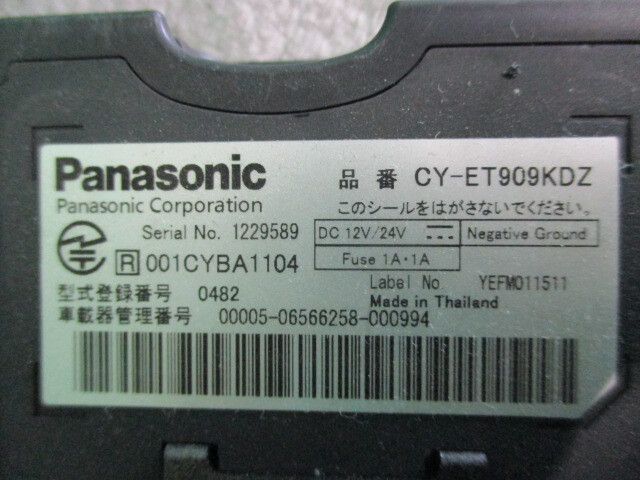 Panasonic
品番 CY-ET909KDZ
Panasonic Corporation
このシールをはがさないでください。
Serial No. 1229589
DC 12V/24V Negative Ground
R 001CYBA1104
Fuse 1A・1A
Label No YEFM011511
型式登録番号 0482
Made in Thailand
車載器管理番号 00005-06566258-000994